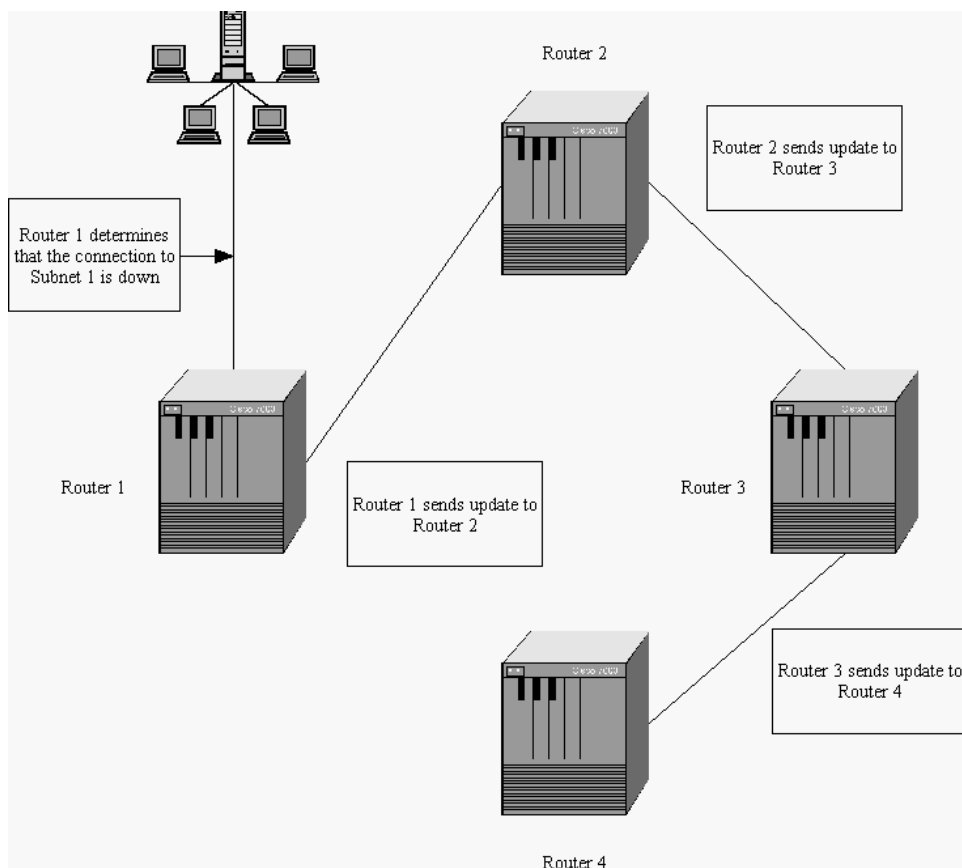 Router 2
Router 2 sends update to
Router 3
Router 1 determines
that the connection to
Subnet 1 is down
Router 1
Router 1 sends update to
Router 2
Router 3
Router 3 sends update to
Router 4
Router 4